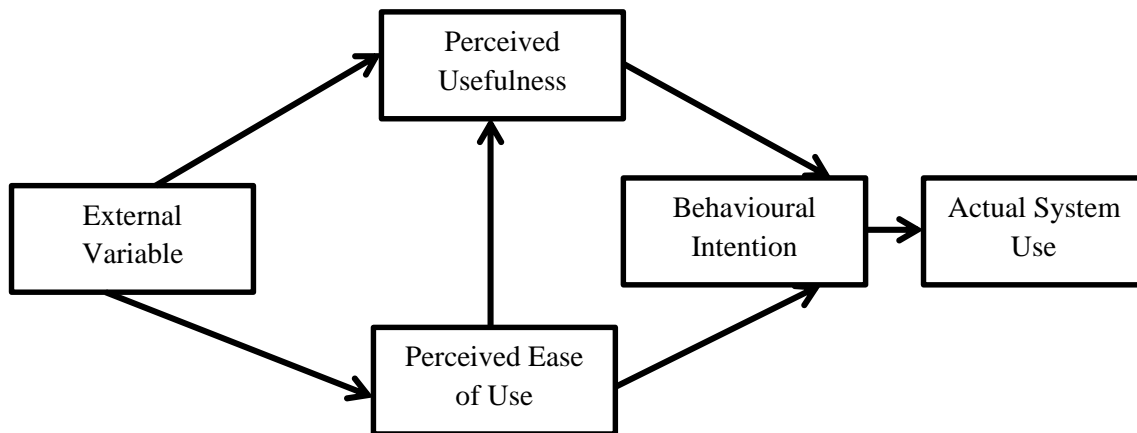 Perceived
Usefulness
External
Variable
Behavioural
Intention
Actual System
Use
Perceived Ease
of Use